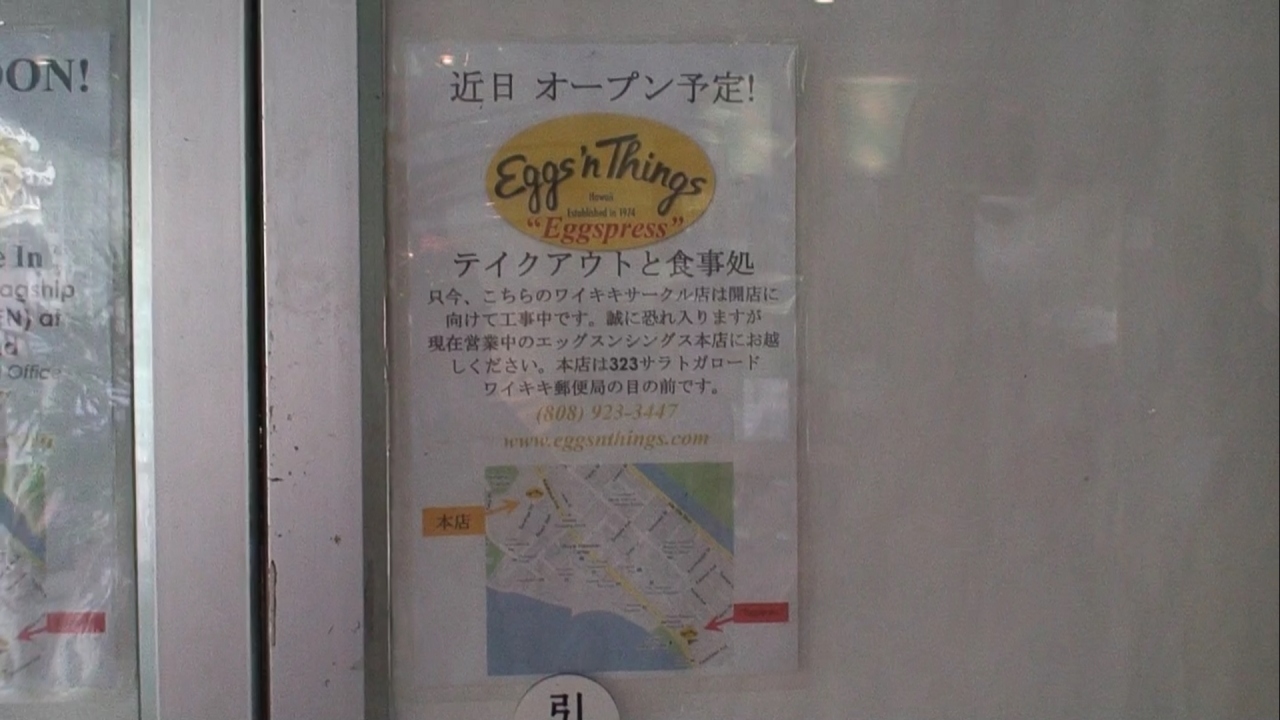 OON!
e In
agship
EN) at
d
Office
近日 オープン予定!
Eggs'n Things
Hawaii
Established in 1974
“Eggspress”
テイクアウトと食事処
只今、こちらのワイキキサークル店は開店に
向けて工事中です。誠に恐れ入りますが
現在営業中のエッグスンシングス本店にお越
しください。本店は323サラトガロード
ワイキキ郵便局の目の前です。
(808) 923-3447
www.eggsnthings.com
本店
引